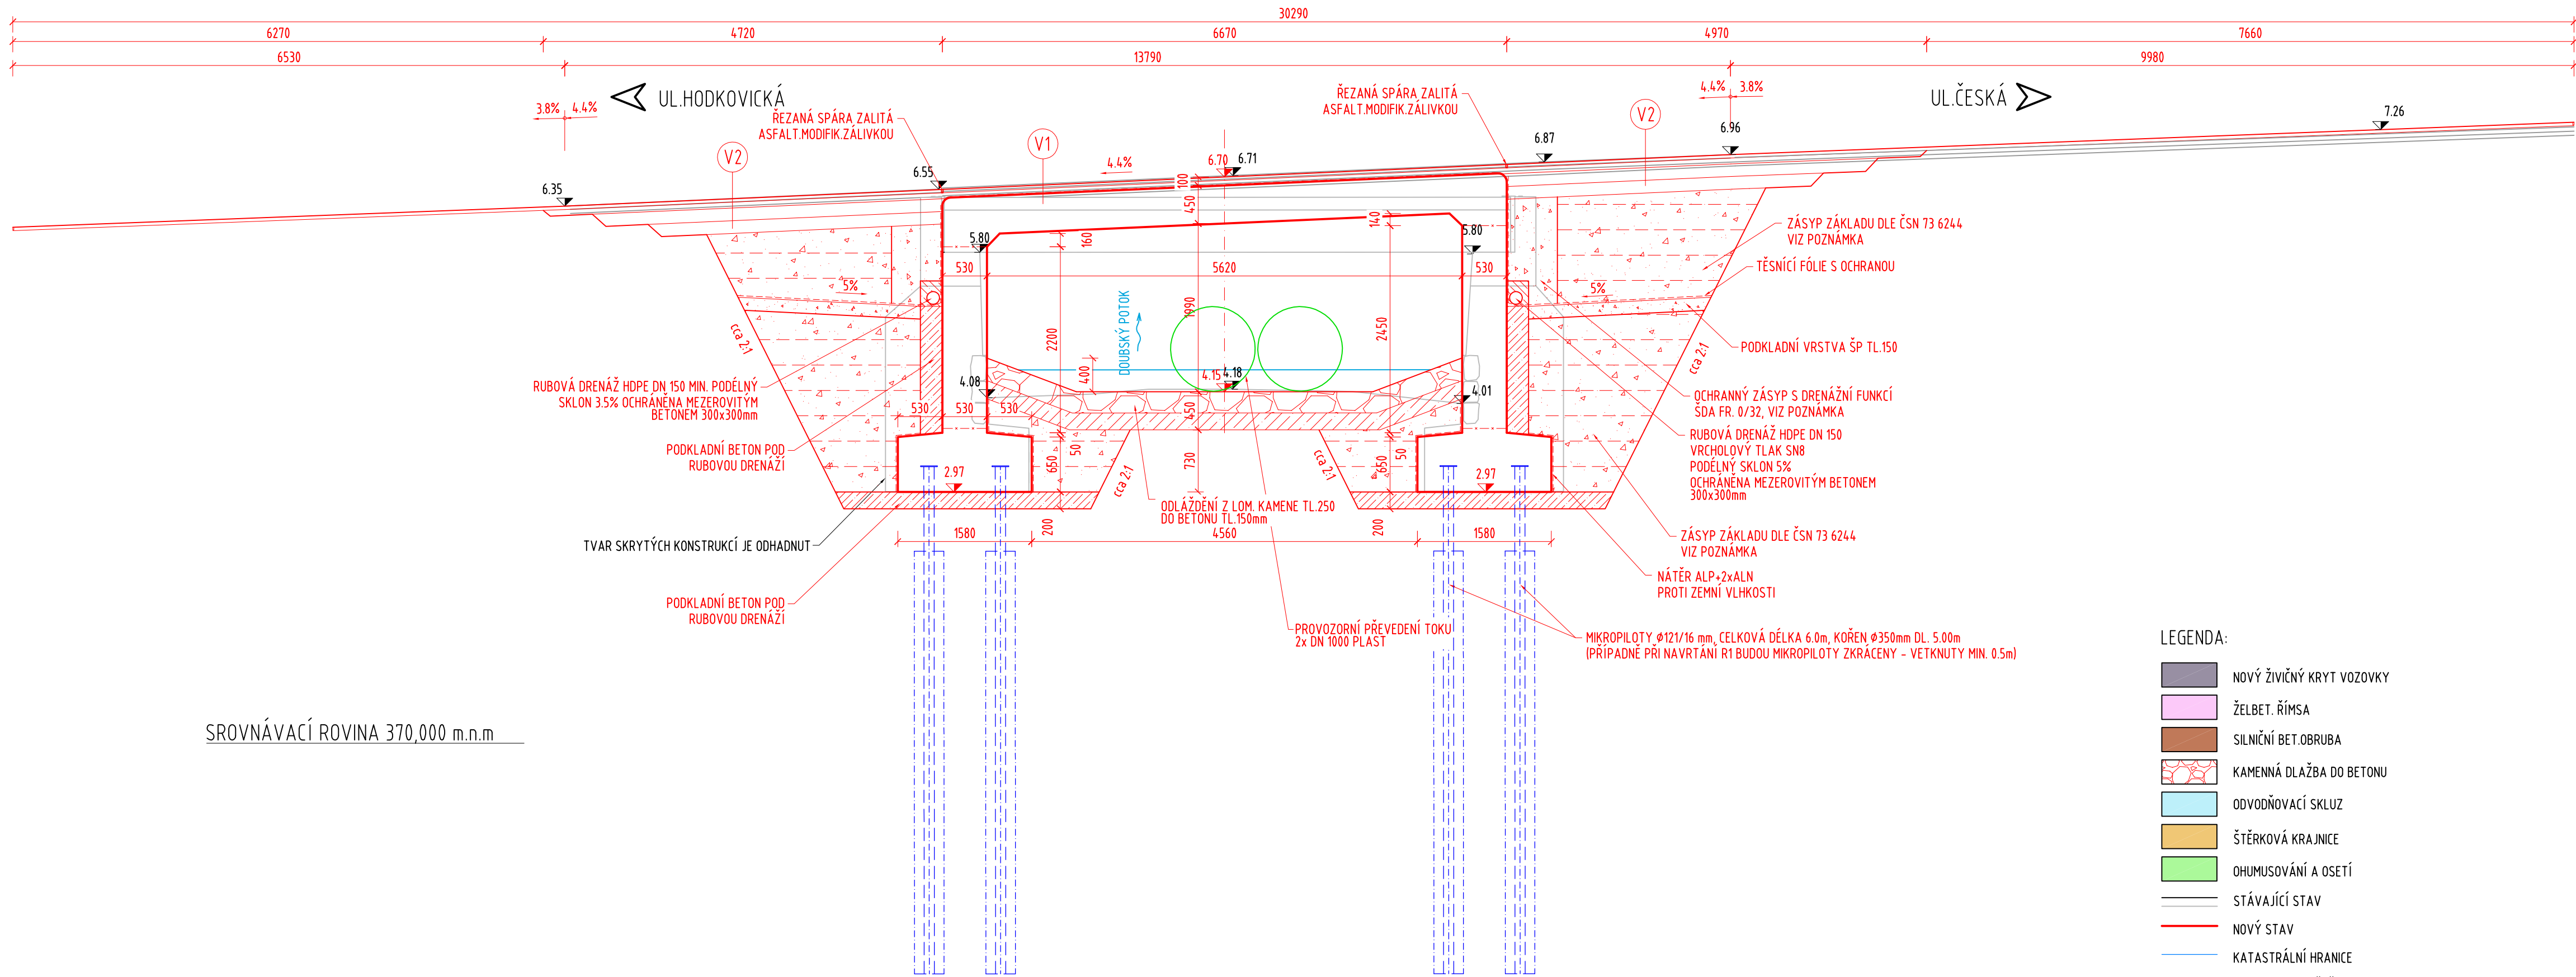 30290
6270
4720
6670
4970
7660
6530
13790
9980
UL.HODKOVICKÁ
UL.ČESKÁ
3.8%
4.4%
4.4%
3.8%
ŘEZANÁ SPÁRA ZALITÁ
ASFALT.MODIFIK.ZÁLIVKOU
ŘEZANÁ SPÁRA ZALITÁ
ASFALT.MODIFIK.ZÁLIVKOU
V2
V1
V2
4.4%
6.35
6.55
6.70
6.71
6.87
6.96
7.26
100
450
140
160
5.80
5.80
530
5620
530
5%
5%
cca 2:1
cca 2:1
DOUBSKÝ POTOK
1990
2200
2450
400
4.08
4.15
4.18
4.01
530
530
530
450
50
650
730
50
650
cca 2:1
cca 2:1
2.97
2.97
200
200
1580
4560
1580
ZÁSYP ZÁKLADU DLE ČSN 73 6244
VIZ POZNÁMKA
TĚSNÍCÍ FÓLIE S OCHRANOU
PODKLADNÍ VRSTVA ŠP TL.150
OCHRANNÝ ZÁSYP S DRENÁŽNÍ FUNKCÍ
ŠDA FR. 0/32, VIZ POZNÁMKA
RUBOVÁ DRENÁŽ HDPE DN 150
VRCHOLOVÝ TLAK SN8
PODÉLNÝ SKLON 5%
OCHRÁNĚNA MEZEROVITÝM BETONEM
300x300mm
ZÁSYP ZÁKLADU DLE ČSN 73 6244
VIZ POZNÁMKA
NÁTĚR ALP+2xALN
PROTI ZEMNÍ VLHKOSTI
MIKROPILOTY Ø121/16 mm, CELKOVÁ DÉLKA 6.0m, KOŘEN Ø350mm DL. 5.00m
(PŘÍPADNĚ PŘI NAVRTÁNÍ R1 BUDOU MIKROPILOTY ZKRÁCENY - VETKNUTY MIN. 0.5m)
RUBOVÁ DRENÁŽ HDPE DN 150 MIN. PODÉLNÝ
SKLON 3.5% OCHRÁNĚNA MEZEROVITÝM
BETONEM 300x300mm
PODKLADNÍ BETON POD
RUBOVOU DRENÁŽÍ
TVAR SKRYTÝCH KONSTRUKCÍ JE ODHADNUT
PODKLADNÍ BETON POD
RUBOVOU DRENÁŽÍ
ODLÁŽDĚNÍ Z LOM. KAMENE TL.250
DO BETONU TL.150mm
PROVOZORNÍ PŘEVEDENÍ TOKU
2x DN 1000 PLAST
SROVNÁVACÍ ROVINA 370,000 m.n.m
LEGENDA:
NOVÝ ŽIVIČNÝ KRYT VOZOVKY
ŽELBET. ŘÍMSA
SILNIČNÍ BET.OBRUBA
KAMENNÁ DLAŽBA DO BETONU
ODVODŇOVACÍ SKLUZ
ŠTĚRKOVÁ KRAJNICE
OHUMUSOVÁNÍ A OSETÍ
STÁVAJÍCÍ STAV
NOVÝ STAV
KATASTRÁLNÍ HRANICE